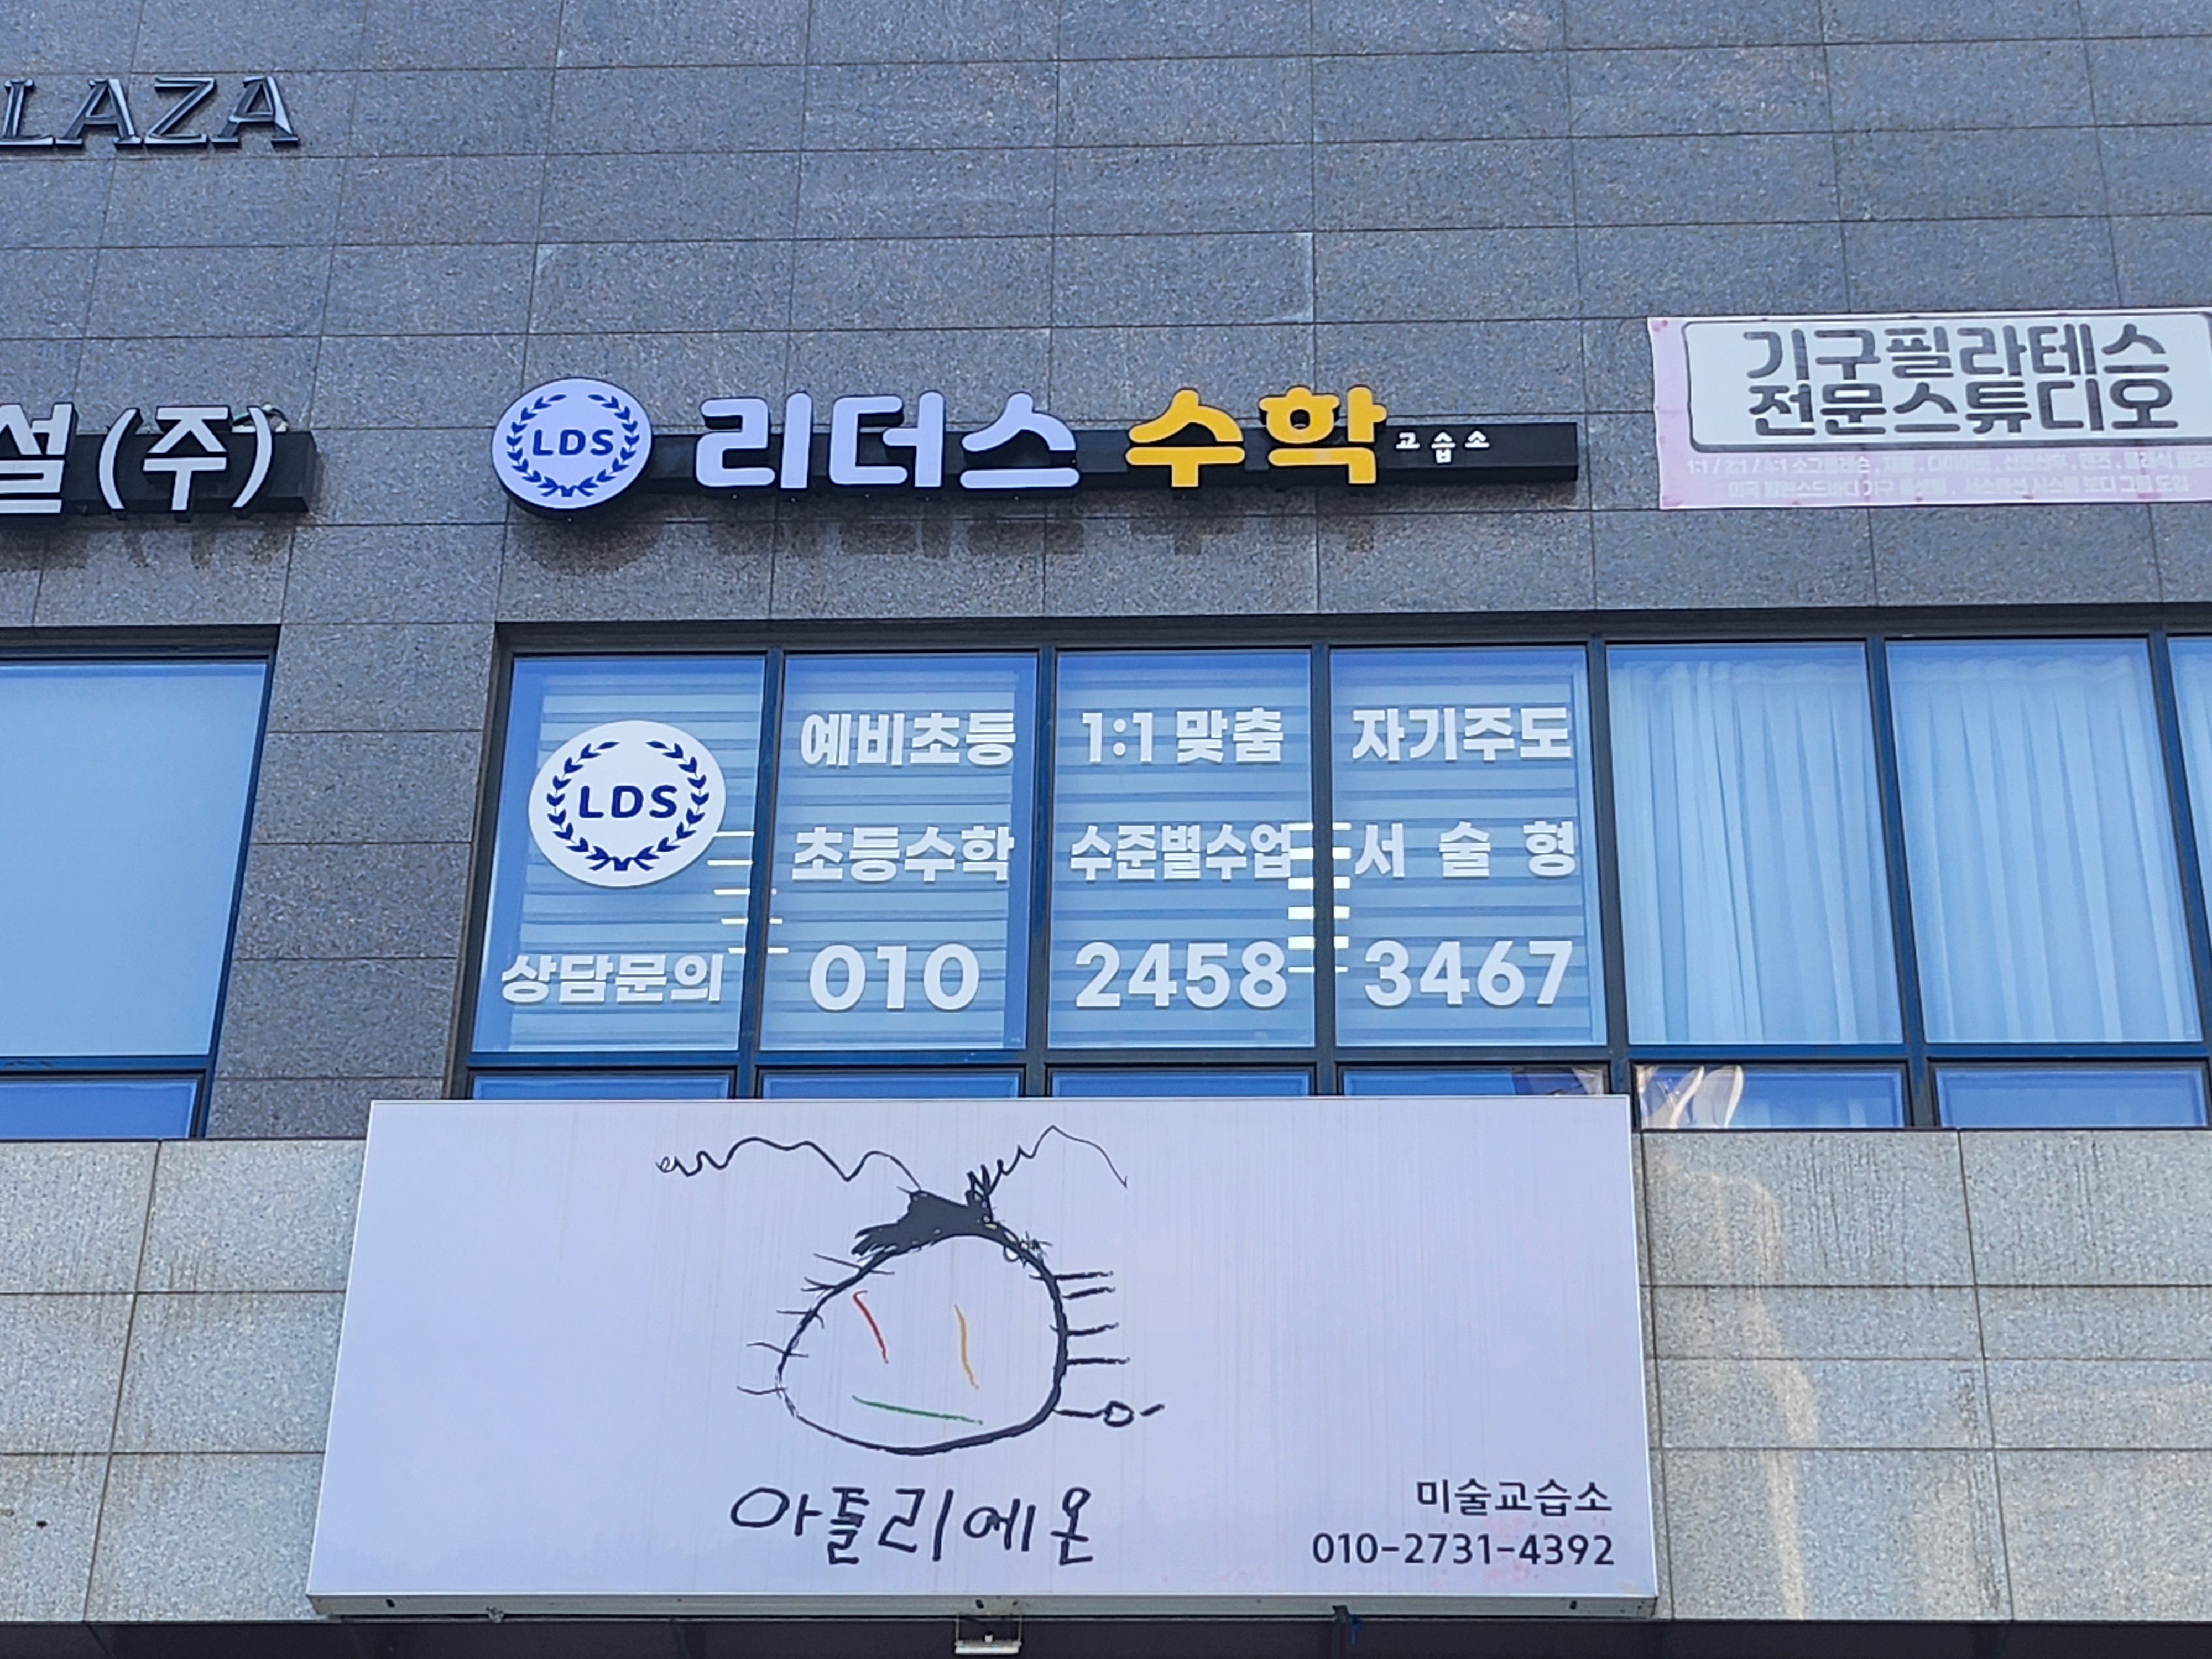 LAZA
설(주)
LDS 리더스 수학 교습소
기구필라테스
전문스튜디오
LDS
예비초등 1:1 맞춤 자기주도
초등수학 수준별수업 서 술 형
상담문의 010 2458 3467
아틀리에온
미술교습소
010-2731-4392